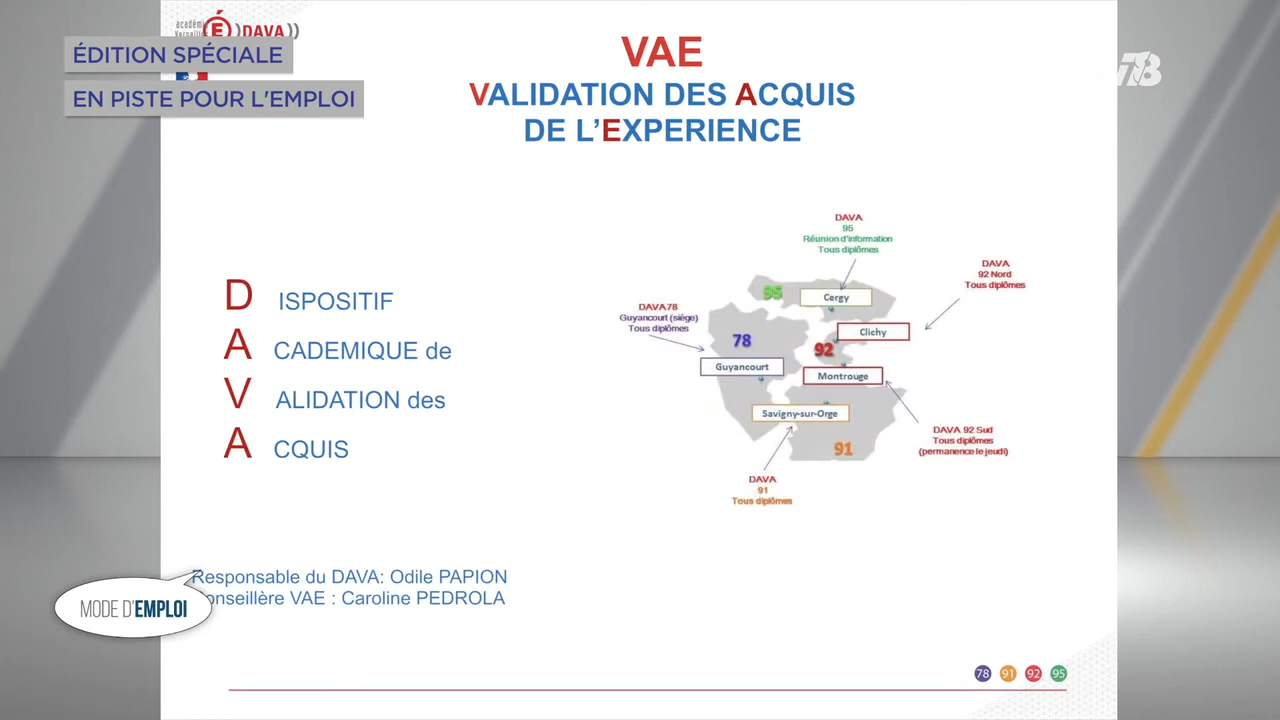 académie
É )DAVA))
ÉDITION SPÉCIALE
EN PISTE POUR L'EMPLOI
78
VAE
VALIDATION DES ACQUIS
DE L'EXPERIENCE
D ISPOSITIF
A CADEMIQUE de
V ALIDATION des
A CQUIS
DAVA
95
Réunion d'information
Tous diplômes
DAVA
92 Nord
Tous diplômes
DAVA 78
Guyancourt (siège)
Tous diplômes
95
Cergy
Clichy
78
92
Guyancourt
Montrouge
Savigny-sur-Orge
91
DAVA 92 Sud
Tous diplômes
(permanence le jeudi)
DAVA
91
Tous diplômes
Responsable du DAVA: Odile PAPION
onseillère VAE : Caroline PEDROLA
MODE D'EMPLOI
78 91 92 95